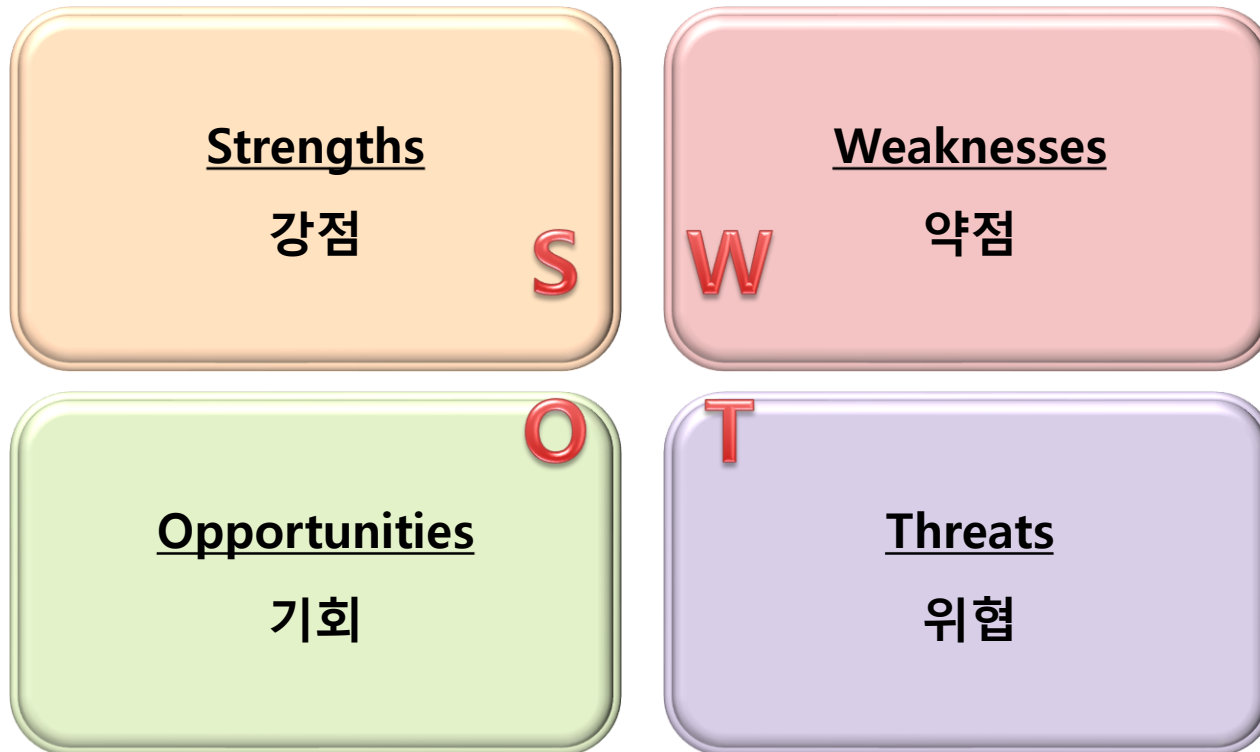 Strengths
강점
S
Weaknesses
약점
W
O
Opportunities
기회
T
Threats
위협